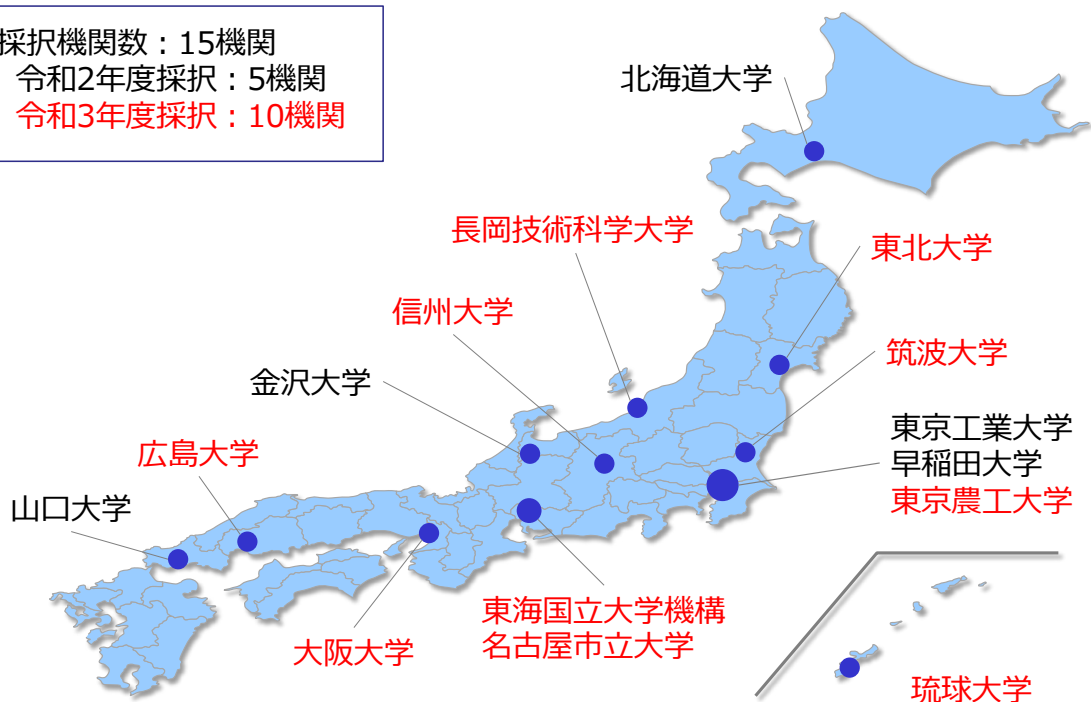 採択機関数：15機関
令和2年度採択：5機関
令和3年度採択：10機関
北海道大学
長岡技術科学大学
東北大学
信州大学
筑波大学
金沢大学
東京工業大学
早稲田大学
東京農工大学
広島大学
山口大学
東海国立大学機構
名古屋市立大学
大阪大学
琉球大学